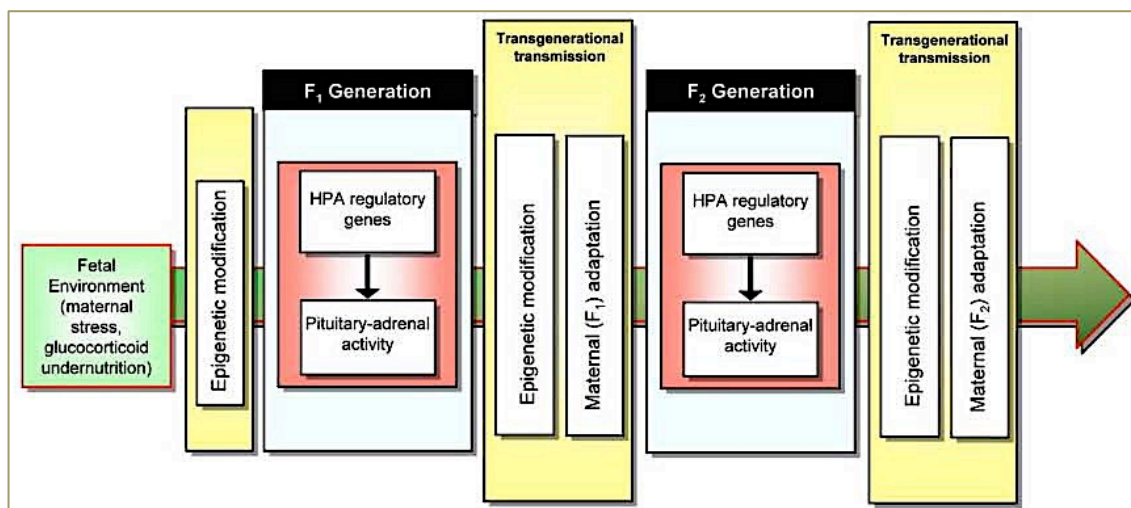 Fetal
Environment
(maternal
stress,
glucocorticoid
undernutrition)
Epigenetic modification
F₁ Generation
HPA regulatory
genes
Pituitary-adrenal
activity
Transgenerational
transmission
Epigenetic modification
Maternal (F₁) adaptation
F₂ Generation
HPA regulatory
genes
Pituitary-adrenal
activity
Transgenerational
transmission
Epigenetic modification
Maternal (F₂) adaptation